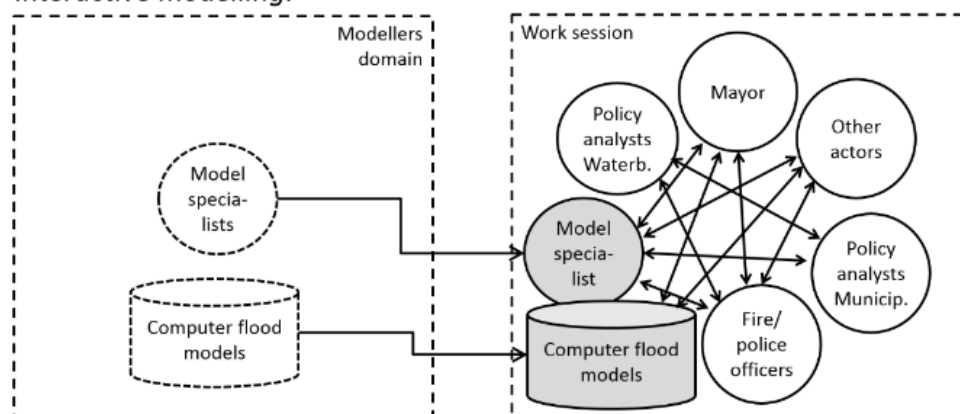 Interactive modelling:
Modellers
domain
Model
specia-
lists
Computer flood
models
Work session
Mayor
Policy
analysts
Waterb.
Other
actors
Model
specia-
list
Policy
analysts
Municip.
Computer flood
models
Fire/
police
officers